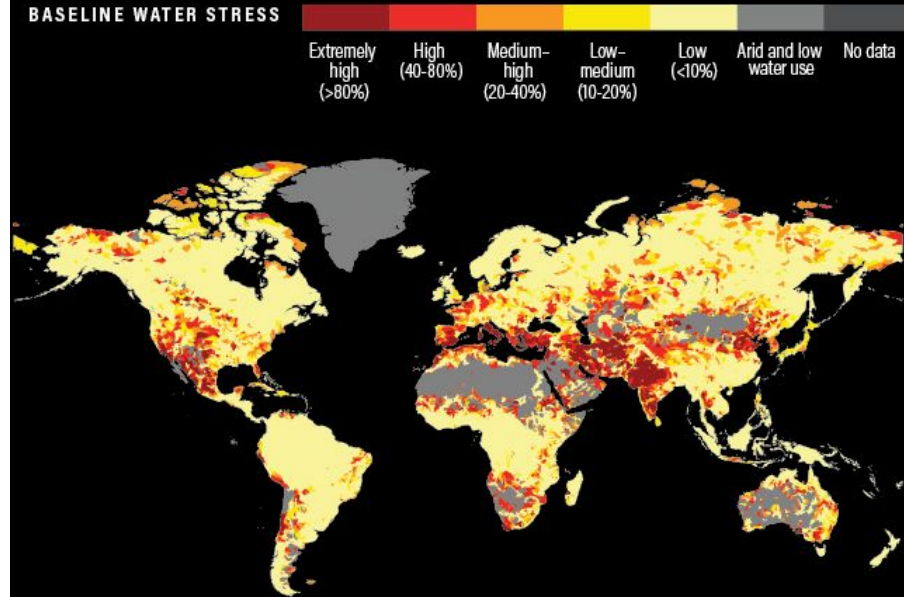 BASELINE WATER STRESS
Extremely high (>80%)
High (40-80%)
Medium– high (20-40%)
Low– medium (10-20%)
Low (<10%)
Arid and low water use
No data